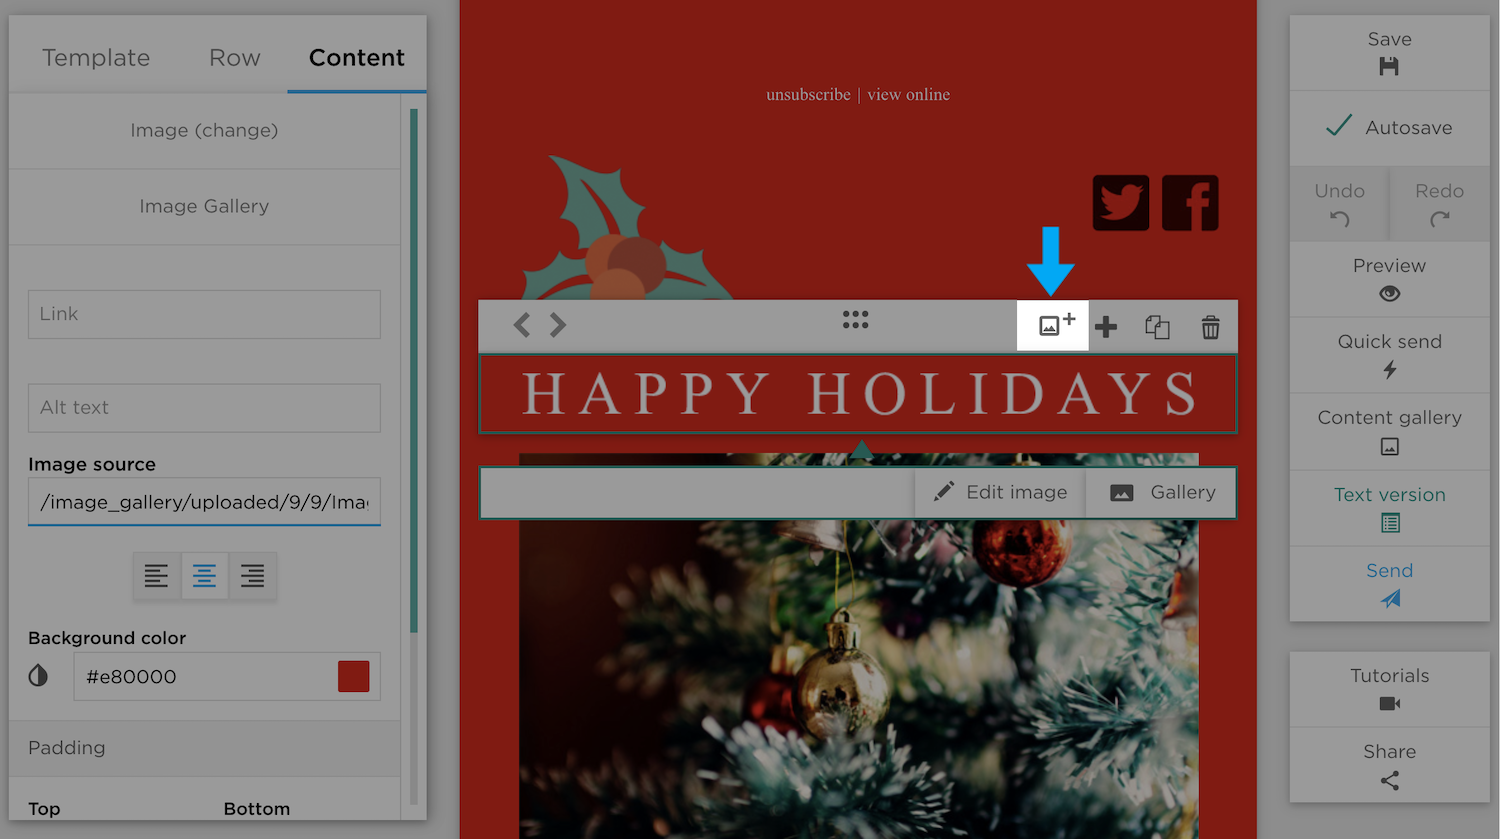 Template Row Content
Image (change)
Image Gallery
Link
Alt text
Image source
/image_gallery/uploaded/9/9/Ima
Background color
#e80000
Padding
Top Bottom
unsubscribe | view online
HAPPY HOLIDAYS
Edit image Gallery
Save
Autosave
Undo Redo
Preview
Quick send
Content gallery
Text version
Send
Tutorials
Share